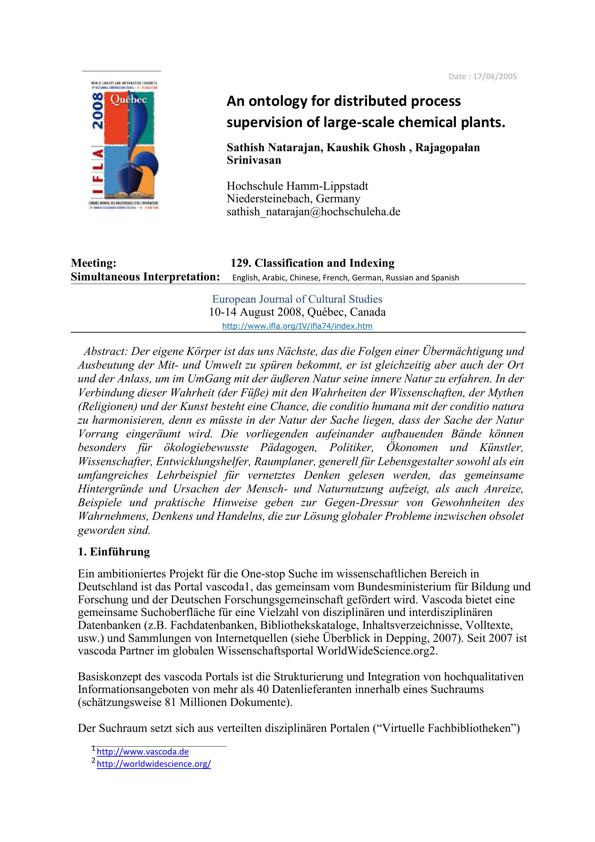 Date : 17/06/2005
WORLD LIBRARY AND INFORMATION CONGRESS:
2008
Québec
IFLA
An ontology for distributed process
supervision of large-scale chemical plants.
Sathish Natarajan, Kaushik Ghosh , Rajagopalan
Srinivasan
Hochschule Hamm-Lippstadt
Niedersteinebach, Germany
sathish_natarajan@hochschuleha.de
Meeting: 129. Classification and Indexing
Simultaneous Interpretation: English, Arabic, Chinese, French, German, Russian and Spanish
European Journal of Cultural Studies
10-14 August 2008, Québec, Canada
http://www.ifla.org/IV/ifla74/index.htm
Abstract: Der eigene Körper ist das uns Nächste, das die Folgen einer Übermächtigung und
Ausbeutung der Mit- und Umwelt zu spüren bekommt, er ist gleichzeitig aber auch der Ort
und der Anlass, um im UmGang mit der äußeren Natur seine innere Natur zu erfahren. In der
Verbindung dieser Wahrheit (der Füße) mit den Wahrheiten der Wissenschaften, der Mythen
(Religionen) und der Kunst besteht eine Chance, die conditio humana mit der conditio natura
zu harmonisieren, denn es müsste in der Natur der Sache liegen, dass der Sache der Natur
Vorrang eingeräumt wird. Die vorliegenden aufeinander aufbauenden Bände können
besonders für ökologiebewusste Pädagogen, Politiker, Ökonomen und Künstler,
Wissenschafter, Entwicklungshelfer, Raumplaner, generell für Lebensgestalter sowohl als ein
umfangreiches Lehrbeispiel für vernetztes Denken gelesen werden, das gemeinsame
Hintergründe und Ursachen der Mensch- und Naturnutzung aufzeigt, als auch Anreize,
Beispiele und praktische Hinweise geben zur Gegen-Dressur von Gewohnheiten des
Wahrnehmens, Denkens und Handelns, die zur Lösung globaler Probleme inzwischen obsolet
geworden sind.
1. Einführung
Ein ambitioniertes Projekt für die One-stop Suche im wissenschaftlichen Bereich in
Deutschland ist das Portal vascoda1, das gemeinsam vom Bundesministerium für Bildung und
Forschung und der Deutschen Forschungsgemeinschaft gefördert wird. Vascoda bietet eine
gemeinsame Suchoberfläche für eine Vielzahl von disziplinären und interdisziplinären
Datenbanken (z.B. Fachdatenbanken, Bibliothekskataloge, Inhaltsverzeichnisse, Volltexte,
usw.) und Sammlungen von Internetquellen (siehe Überblick in Depping, 2007). Seit 2007 ist
vascoda Partner im globalen Wissenschaftsportal WorldWideScience.org2.
Basiskonzept des vascoda Portals ist die Strukturierung und Integration von hochqualitativen
Informationsangeboten von mehr als 40 Datenlieferanten innerhalb eines Suchraums
(schätzungsweise 81 Millionen Dokumente).
Der Suchraum setzt sich aus verteilten disziplinären Portalen (“Virtuelle Fachbibliotheken”)
1 http://www.vascoda.de
2 http://worldwidescience.org/